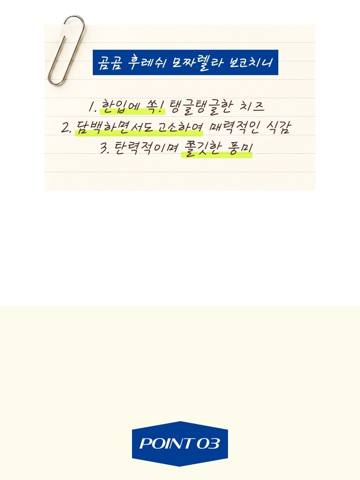 곰곰 후레쉬 모짜렐라 보코치니
1. 한입에 쏙! 탱글탱글한 치즈
2. 담백하면서도 고소하여 매력적인 식감
3. 탄력적이며 쫄깃한 풍미
POINT 03